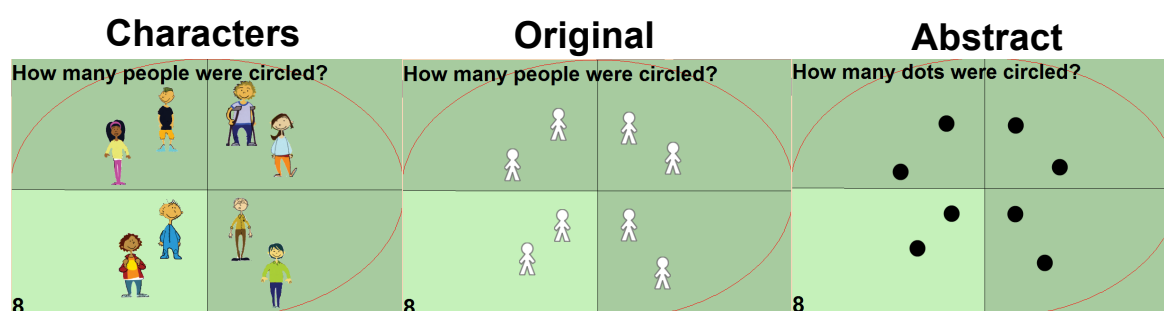 Characters
Original
Abstract
How many people were circled?
How many people were circled?
How many dots were circled?
8
8
8